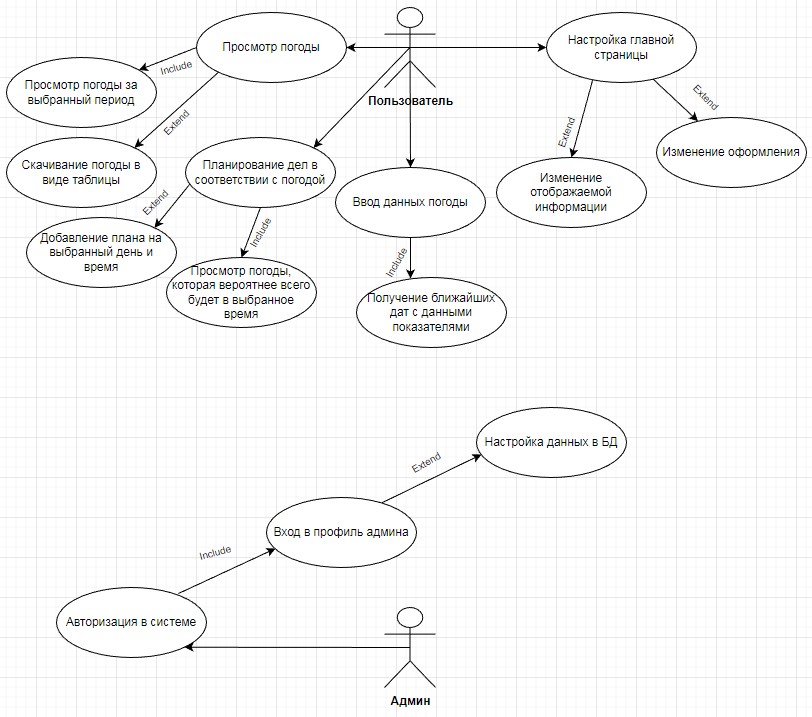 Просмотр погоды
Настройка главной
страницы
Include
Просмотр погоды за
выбранный период
Extend
Пользователь
Extend
Extend
Скачивание погоды в
виде таблицы
Планирование дел в
соответствии с погодой
Изменение оформления
Ввод данных погоды
Изменение
отображаемой
информации
Extend
Include
Добавление плана на
выбранный день и
время
Include
Просмотр погоды,
которая вероятнее всего
будет в выбранное
время
Получение ближайших
дат с данными
показателями
Настройка данных в БД
Extend
Вход в профиль админа
Include
Авторизация в системе
Админ